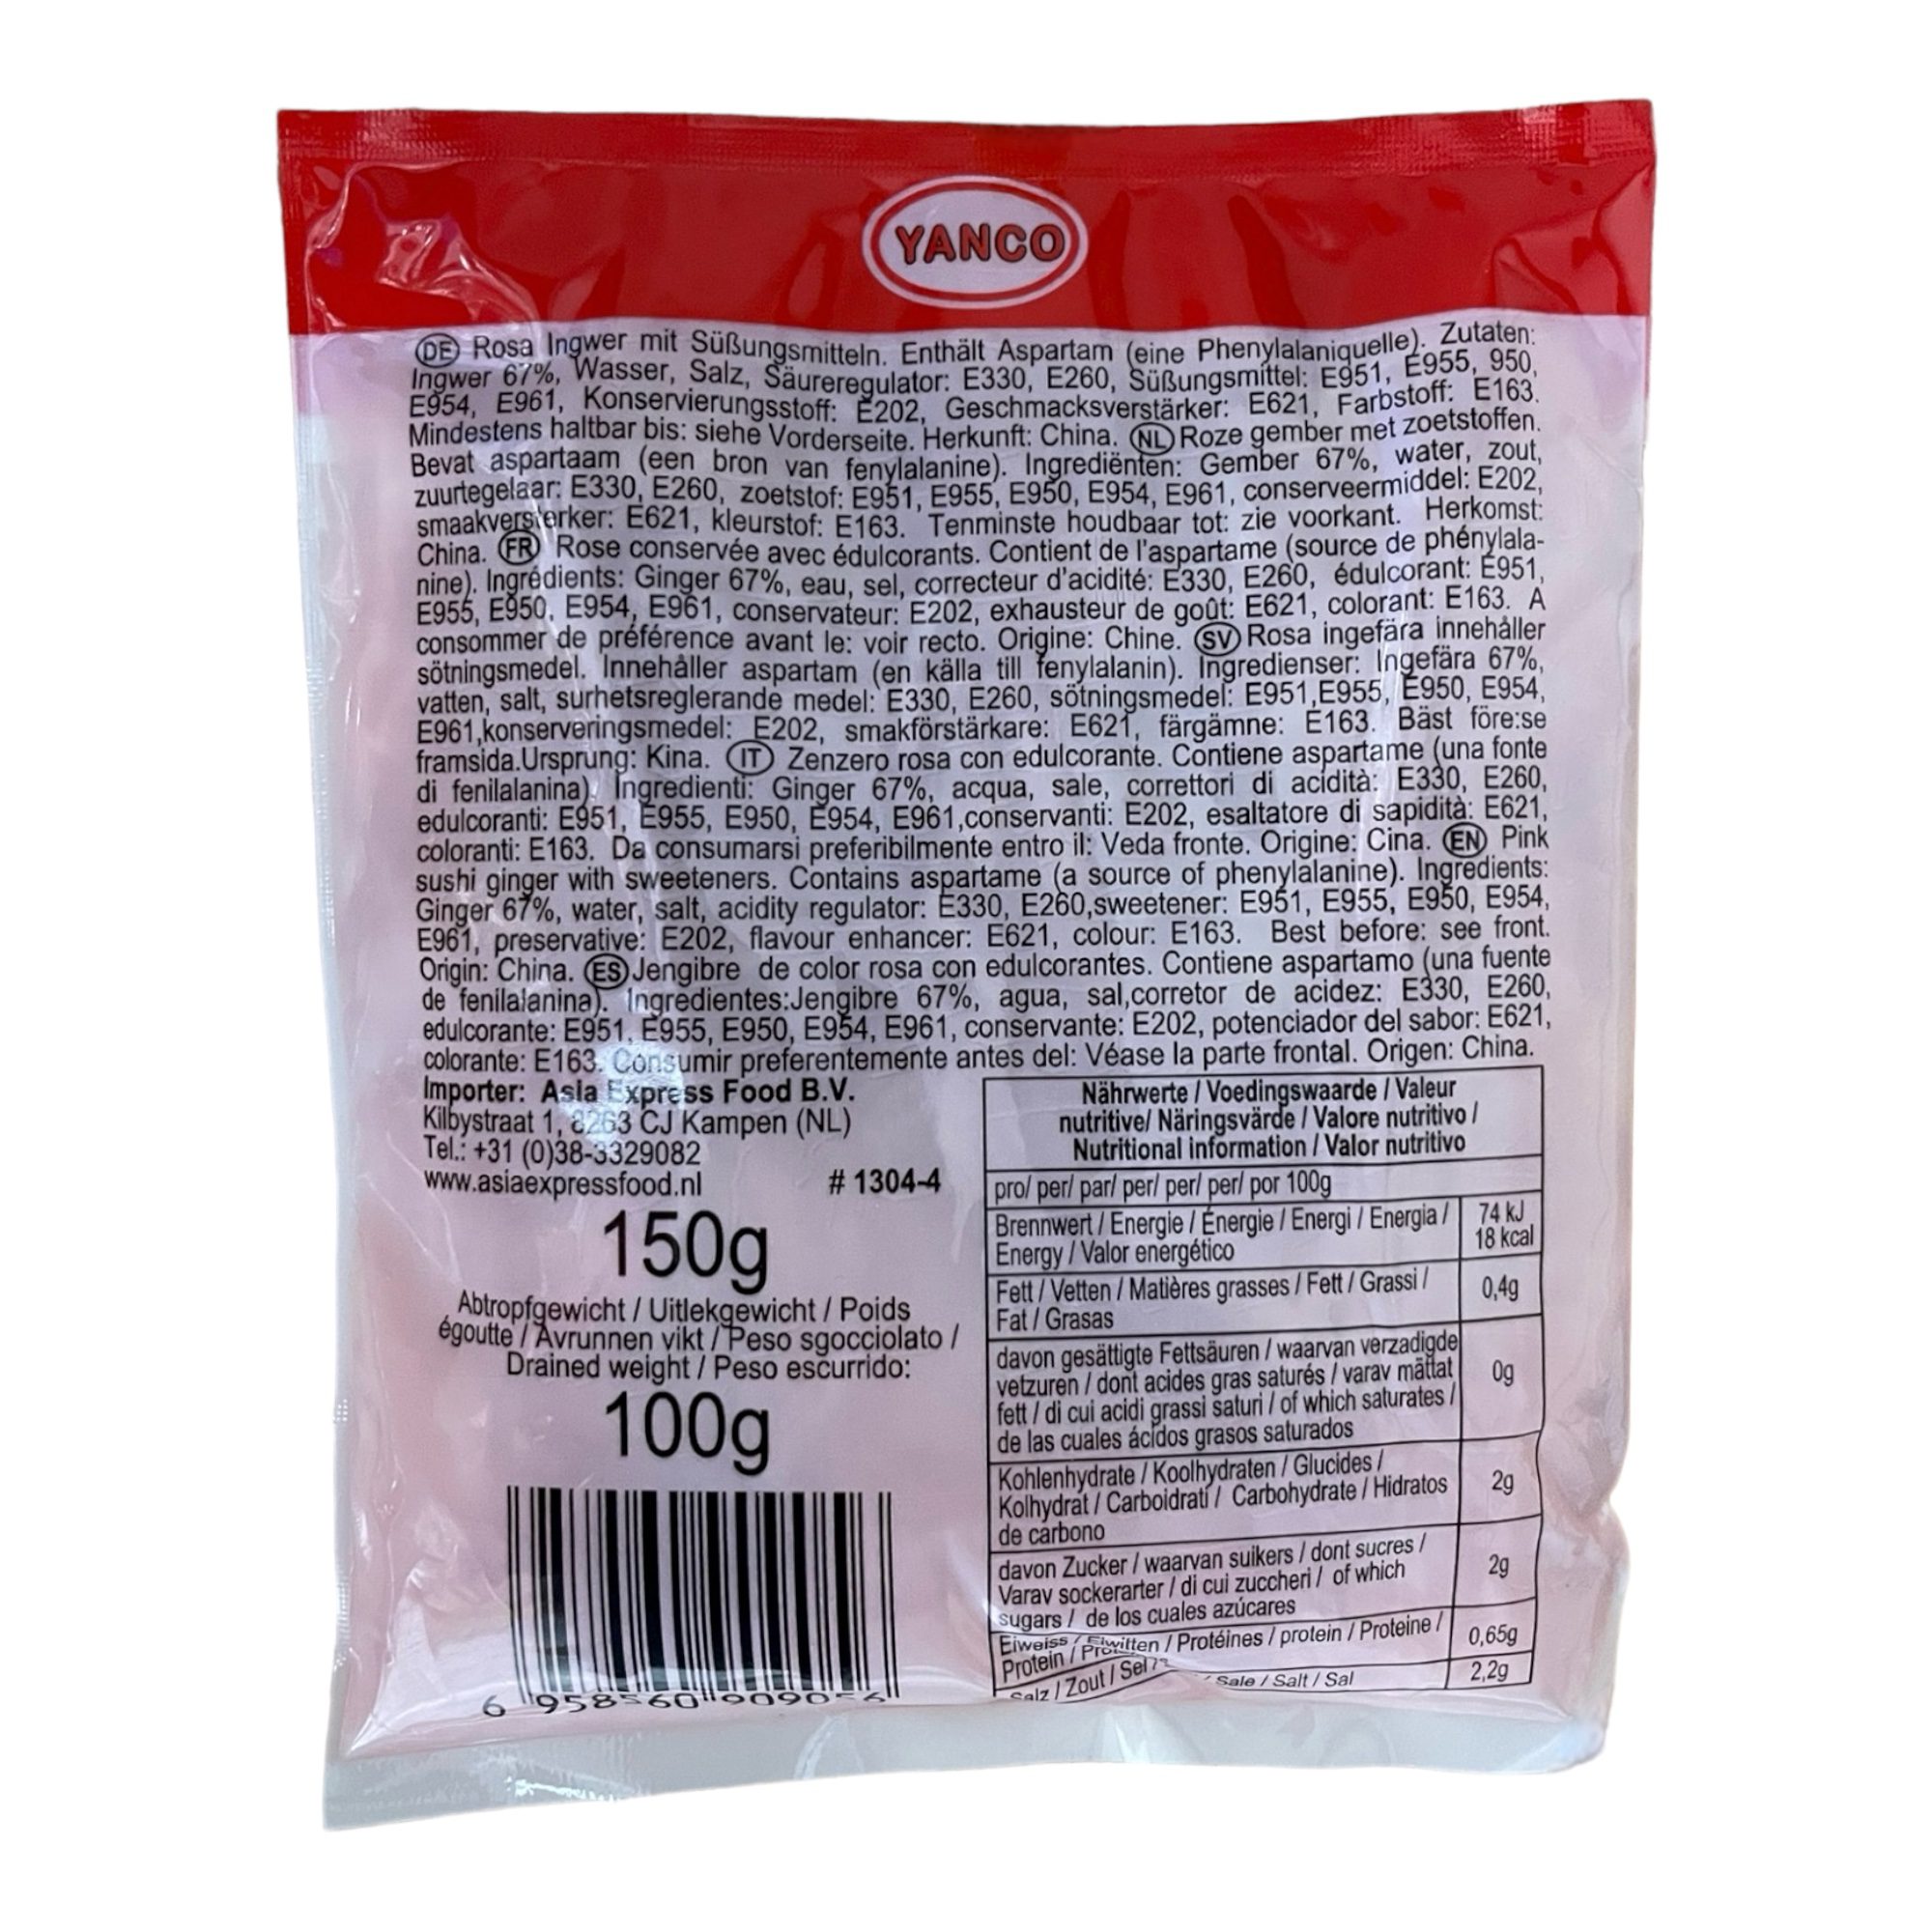 YANCO
DE Rosa Ingwer mit Süßungsmitteln. Enthält Aspartam (eine Phenylalaniquelle). Zutaten:
Ingwer 67%, Wasser, Salz, Säureregulator: E330, E260, Süßungsmittel: E951, E955, 950,
E954, E961, Konservierungsstoff: E202, Geschmacksverstärker: E621, Farbstoff: E163.
Mindestens haltbar bis: siehe Vorderseite. Herkunft: China. NL Roze gember met zoetstoffen.
Bevat aspartaam (een bron van fenylalanine). Ingrediënten: Gember 67%, water, zout,
zuurtegelaar: E330, E260, zoetstof: E951, E955, E950, E954, E961, conserveermiddel: E202,
smaakversterker: E621, kleurstof: E163. Tenminste houdbaar tot: zie voorkant. Herkomst:
China. FR Rose conservée avec édulcorants. Contient de l'aspartame (source de phénylala-
nine). Ingrédients: Ginger 67%, eau, sel, correcteur d'acidité: E330, E260, édulcorant: E951,
E955, E950, E954, E961, conservateur: E202, exhausteur de goût: E621, colorant: E163. A
consommer de préférence avant le: voir recto. Origine: Chine. SV Rosa ingefära innehåller
sötningsmedel. Innehåller aspartam (en källa till fenylalanin). Ingredienser: Ingefära 67%,
vatten, salt, surhetsreglerande medel: E330, E260, sötningsmedel: E951,E955, E950, E954,
E961,konserveringsmedel: E202, smakförstärkare: E621, färgämne: E163. Bäst före:se
framsida.Ursprung: Kina. IT Zenzero rosa con edulcorante. Contiene aspartame (una fonte
di fenilalanina). Ingredienti: Ginger 67%, acqua, sale, correttori di acidità: E330, E260,
edulcoranti: E951, E955, E950, E954, E961,conservanti: E202, esaltatore di sapidità: E621,
coloranti: E163. Da consumarsi preferibilmente entro il: Veda fronte. Origine: Cina. EN Pink
sushi ginger with sweeteners. Contains aspartame (a source of phenylalanine). Ingredients:
Ginger 67%, water, salt, acidity regulator: E330, E260,sweetener: E951, E955, E950, E954,
E961, preservative: E202, flavour enhancer: E621, colour: E163. Best before: see front.
Origin: China. ES Jengibre de color rosa con edulcorantes. Contiene aspartamo (una fuente
de fenilalanina). Ingredientes:Jengibre 67%, agua, sal,corretor de acidez: E330, E260,
edulcorante: E951, E955, E950, E954, E961, conservante: E202, potenciador del sabor: E621,
colorante: E163. Consumir preferentemente antes del: Véase la parte frontal. Origen: China.
Importer: Asia Express Food B.V.
Kilbystraat 1, 8263 CJ Kampen (NL)
Tel.: +31 (0)38-3329082
www.asiaexpressfood.nl # 1304-4
150g
Abtropfgewicht / Uitlekgewicht / Poids
égoutte / Avrunnen vikt / Peso sgocciolato /
Drained weight / Peso escurrido:
100g
Nährwerte / Voedingswaarde / Valeur
nutritive/ Näringsvärde / Valore nutritivo /
Nutritional information / Valor nutritivo
pro/ per/ par/ per/ per/ per/ por 100g
Brennwert / Energie / Énergie / Energi / Energia / 74 kJ
Energy / Valor energético 18 kcal
Fett / Vetten / Matières grasses / Fett / Grassi / 0,4g
Fat / Grasas
davon gesättigte Fettsäuren / waarvan verzadigde
vetzuren / dont acides gras saturés / varav mättat 0g
fett / di cui acidi grassi saturi / of which saturates /
de las cuales ácidos grasos saturados
Kohlenhydrate / Koolhydraten / Glucides /
Kolhydrat / Carboidrati / Carbohydrate / Hidratos 2g
de carbono
davon Zucker / waarvan suikers / dont sucres /
Varav sockerarter / di cui zuccheri / of which 2g
sugars / de los cuales azúcares
Eiweiss / Eiwitten / Protéines / protein / Proteine / 0,65g
Protein /
Salz / Zout / Sel / Sale / Salt / Sal 2,2g